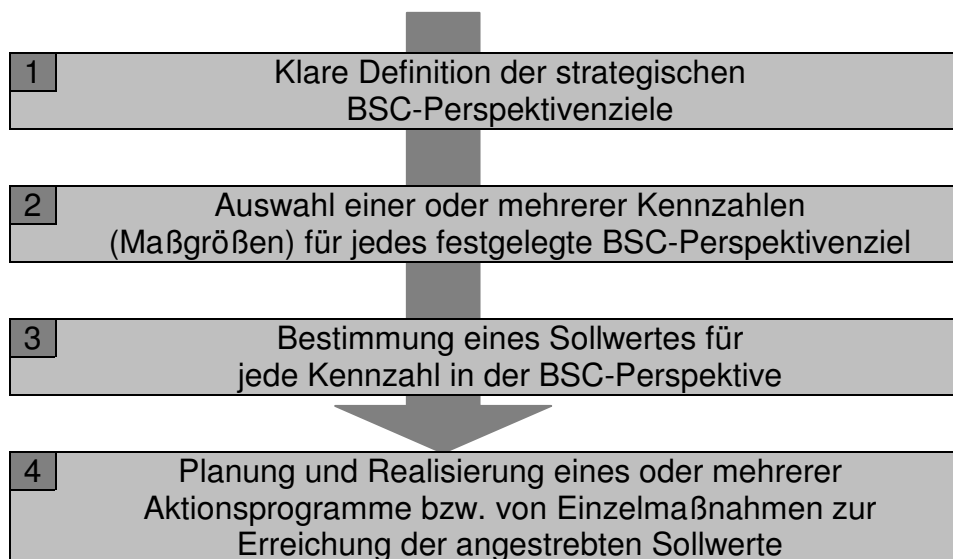 1
Klare Definition der strategischen
BSC-Perspektivenziele
2
Auswahl einer oder mehrerer Kennzahlen
(Maßgrößen) für jedes festgelegte BSC-Perspektivenziel
3
Bestimmung eines Sollwertes für
jede Kennzahl in der BSC-Perspektive
4
Planung und Realisierung eines oder mehrerer
Aktionsprogramme bzw. von Einzelmaßnahmen zur
Erreichung der angestrebten Sollwerte